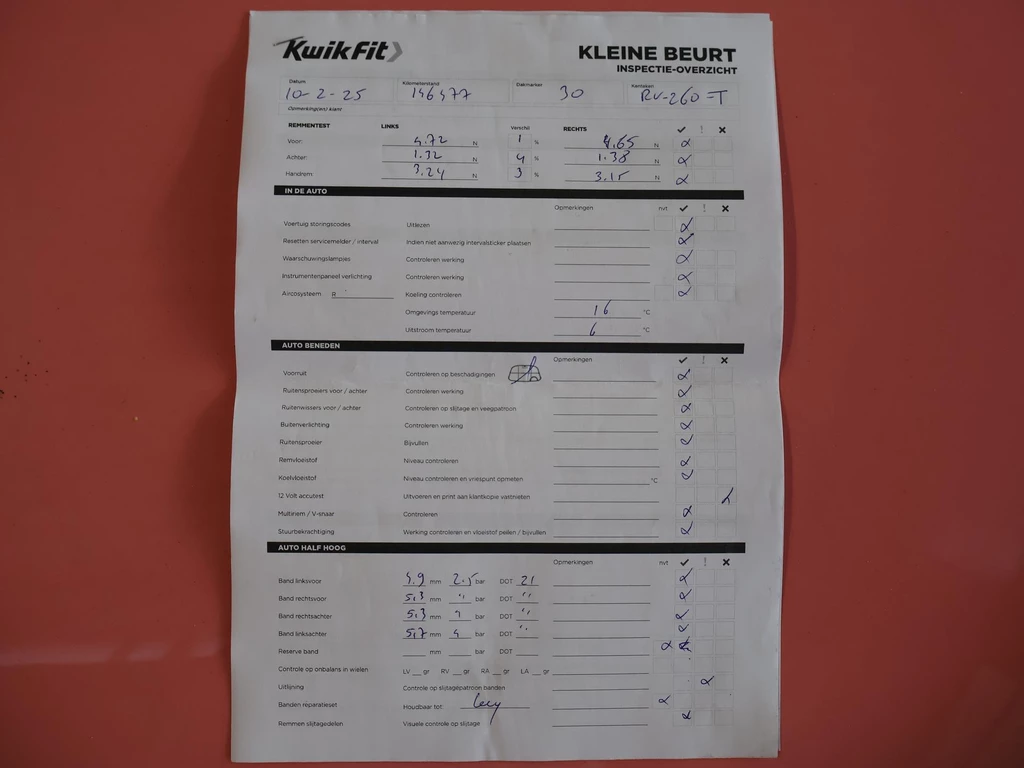 KwikFit
KLEINE BEURT
INSPECTIE-OVERZICHT
Datum Kilometerstand Dakmarker Kenteken
10-2-25 146477 30 RV-260-T
Opmerking(en) klant
REMMENTEST LINKS Verschil RECHTS ✓ ! ✗
Voor: 4.72 N 1 % 4.65 N
Achter: 1.32 N 4 % 1.38 N
Handrem 3.24 N 3 % 3.15 N
IN DE AUTO
Opmerkingen nvt ✓ ! ✗
Voertuig storingscodes Uitlezen
Resetten servicemelder / interval Indien niet aanwezig intervalsticker plaatsen
Waarschuwingslampjes Controleren werking
Instrumentenpaneel verlichting Controleren werking
Aircosysteem R Koeling controleren
Omgevings temperatuur 16 °C
Uitstroom temperatuur 6 °C
AUTO BENEDEN
Opmerkingen ✓ ! ✗
Voorruit Controleren op beschadigingen
Ruitensproeiers voor / achter Controleren werking
Ruitenwissers voor / achter Controleren op slijtage en veegpatroon
Buitenverlichting Controleren werking
Ruitensproeier Bijvullen
Remvloeistof Niveau controleren
Koelvloeistof Niveau controleren en vriespunt opmeten °C
12 Volt accutest Uitvoeren en print aan klantkopie vastnieten
Multiriem / V-snaar Controleren
Stuurbekrachtiging Werking controleren en vloeistof peilen / bijvullen
AUTO HALF HOOG
Opmerkingen nvt ✓ ! ✗
Band linksvoor 4.9 mm 2.5 bar DOT 21
Band rechtsvoor 5,3 mm " bar DOT "
Band rechtsachter 5,3 mm " bar DOT "
Band linksachter 5,7 mm " bar DOT "
Reserve band mm bar DOT
Controle op onbalans in wielen LV gr RV gr RA gr LA gr
Uitlijning Controle op slijtagepatroon banden
Banden reparatieset Houdbaar tot: leeg
Remmen slijtagedelen Visuele controle op slijtage